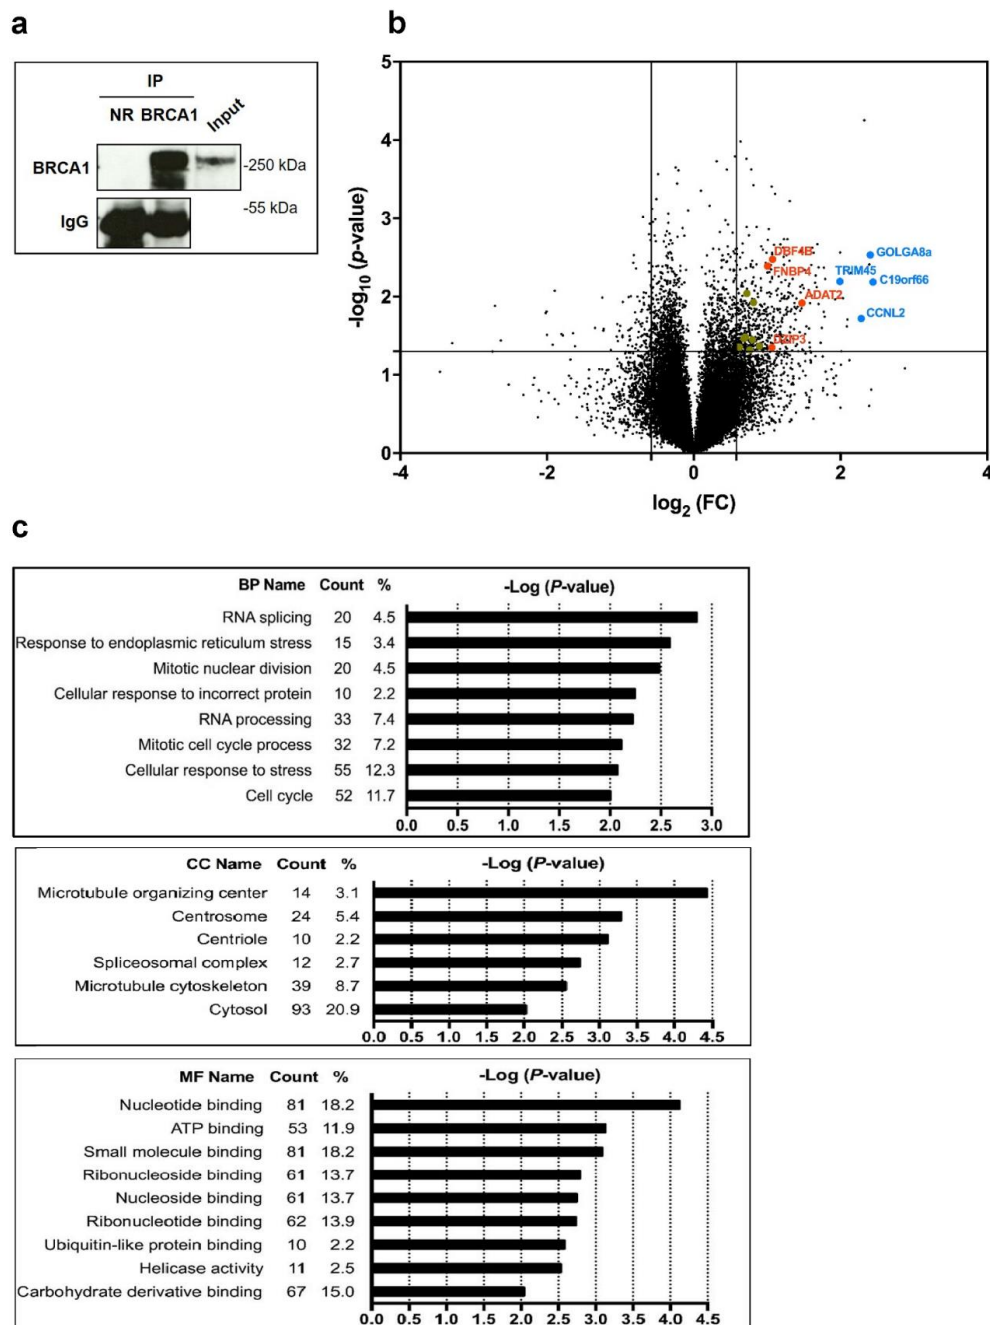 a
IP
NR BRCA1 Input
BRCA1
-250 kDa
-55 kDa
IgG
b
5
4
3
2
1
0
-log10 (p-value)
DBF4B
FNBP4
ADAT2
DZIP3
GOLGA8a
TRIM45
C19orf66
CCNL2
-4 -2 0 2 4
log2 (FC)
c
BP Name Count % -Log (P-value)
RNA splicing 20 4.5
Response to endoplasmic reticulum stress 15 3.4
Mitotic nuclear division 20 4.5
Cellular response to incorrect protein 10 2.2
RNA processing 33 7.4
Mitotic cell cycle process 32 7.2
Cellular response to stress 55 12.3
Cell cycle 52 11.7
0.0 0.5 1.0 1.5 2.0 2.5 3.0
CC Name Count % -Log (P-value)
Microtubule organizing center 14 3.1
Centrosome 24 5.4
Centriole 10 2.2
Spliceosomal complex 12 2.7
Microtubule cytoskeleton 39 8.7
Cytosol 93 20.9
0.0 0.5 1.0 1.5 2.0 2.5 3.0 3.5 4.0 4.5
MF Name Count % -Log (P-value)
Nucleotide binding 81 18.2
ATP binding 53 11.9
Small molecule binding 81 18.2
Ribonucleoside binding 61 13.7
Nucleoside binding 61 13.7
Ribonucleotide binding 62 13.9
Ubiquitin-like protein binding 10 2.2
Helicase activity 11 2.5
Carbohydrate derivative binding 67 15.0
0.0 0.5 1.0 1.5 2.0 2.5 3.0 3.5 4.0 4.5